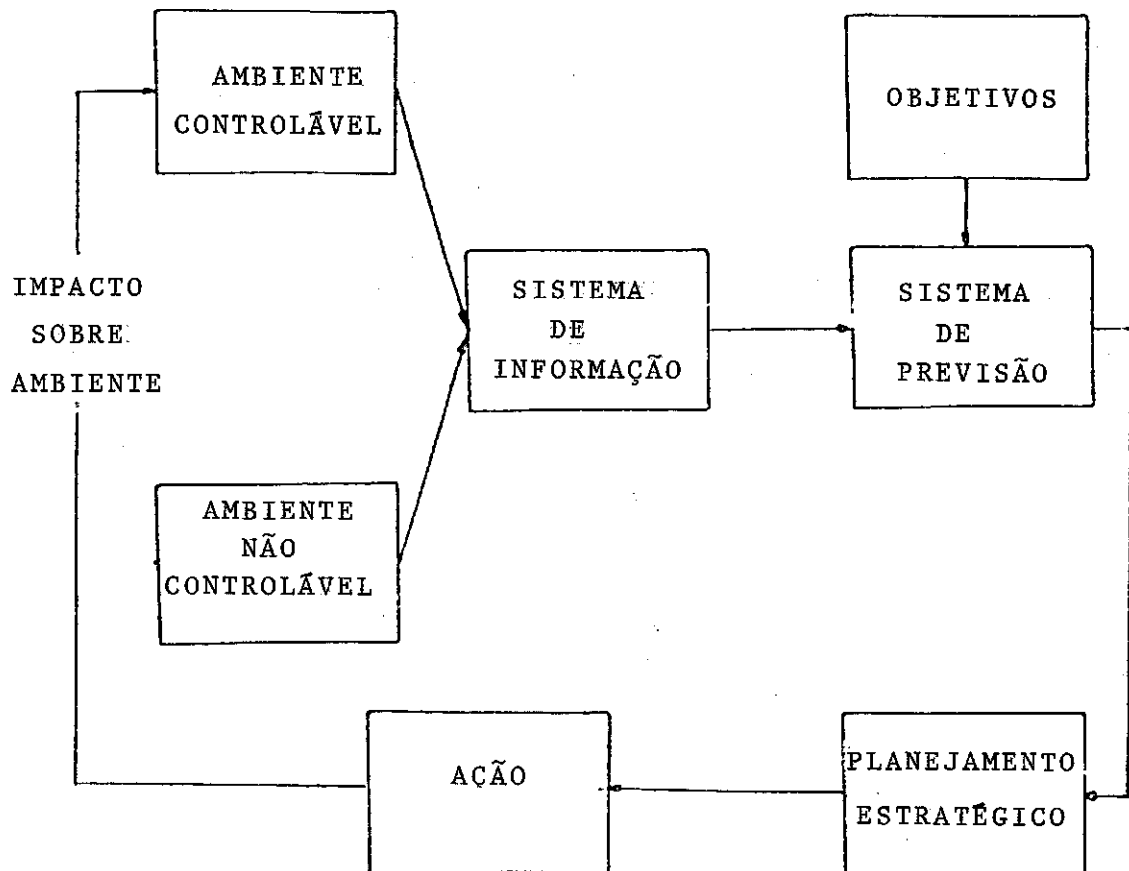 AMBIENTE
CONTROLÁVEL
OBJETIVOS
IMPACTO
SOBRE
AMBIENTE
SISTEMA
DE
INFORMAÇÃO
SISTEMA
DE
PREVISÃO
AMBIENTE
NÃO
CONTROLÁVEL
AÇÃO
PLANEJAMENTO
ESTRATÉGICO